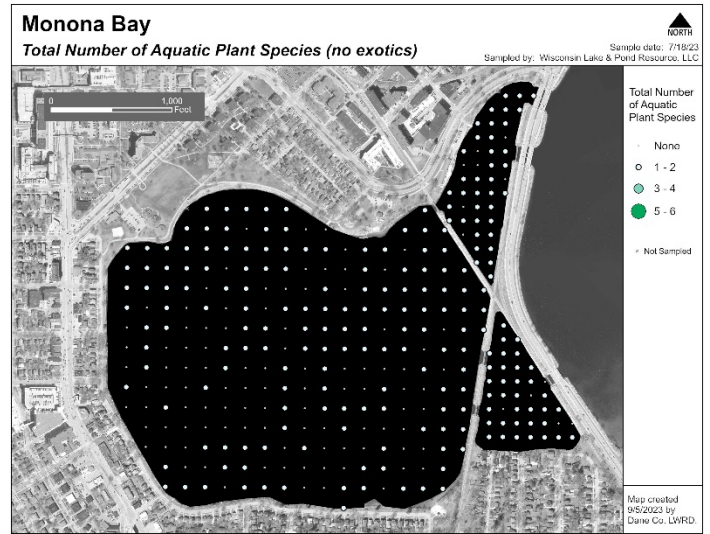 Monona Bay
Total Number of Aquatic Plant Species (no exotics)
NORTH
Sample date: 7/18/23
Sampled by: Wisconsin Lake & Pond Resource, LLC
0 1,000
Feet
Total Number
of Aquatic
Plant Species
None
1 - 2
3 - 4
5 - 6
Not Sampled
Map created
9/5/2023 by
Dane Co. LWRD.